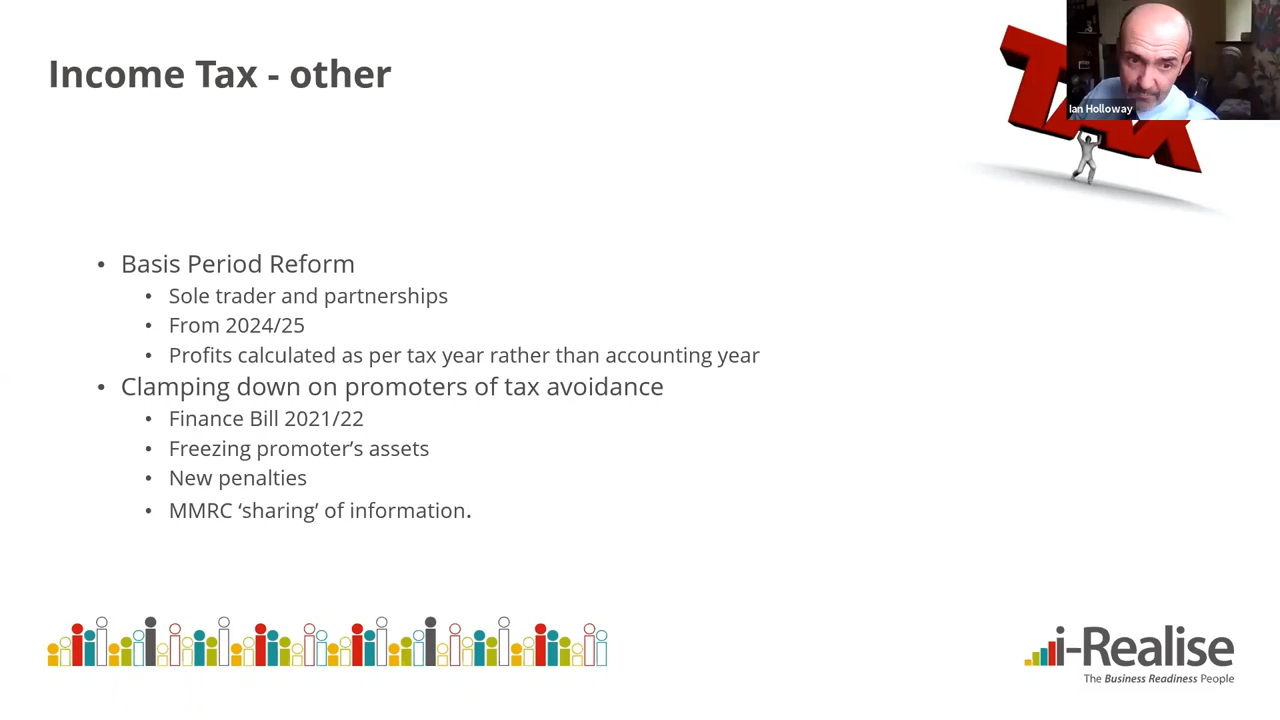 Income Tax - other
TAX
Ian Holloway
• Basis Period Reform
• Sole trader and partnerships
• From 2024/25
• Profits calculated as per tax year rather than accounting year
• Clamping down on promoters of tax avoidance
• Finance Bill 2021/22
• Freezing promoter’s assets
• New penalties
• MMRC ‘sharing’ of information.
i-Realise
The Business Readiness People